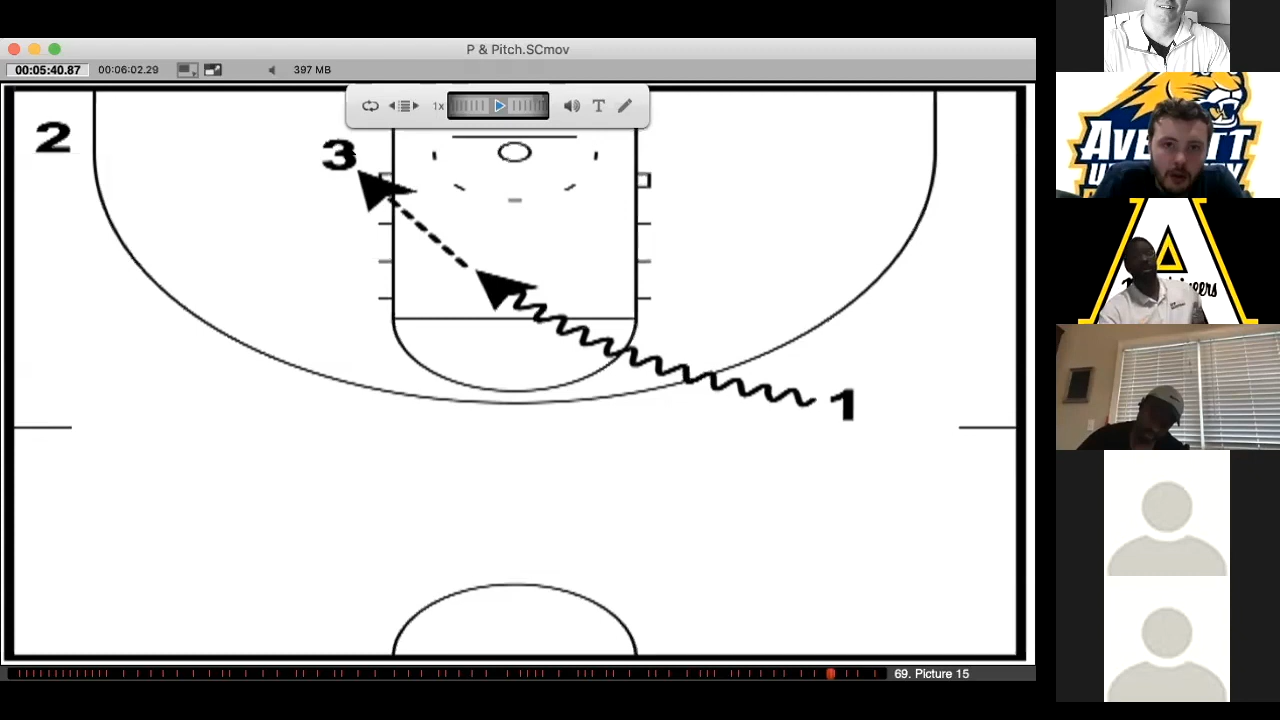 P & Pitch.SCmov
00:05:40.87
00:06:02.29
397 MB
1x
T
2
3
1
69. Picture 15
A